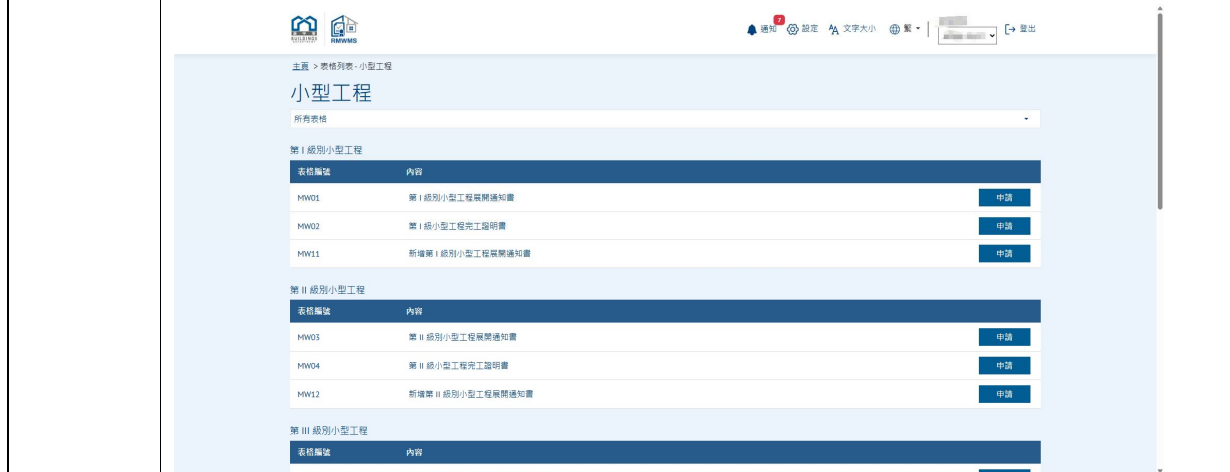 BUILDINGS
RMWMS
通知 7 設定 文字大小 繁 登出
主頁 > 表格列表 - 小型工程
小型工程
所有表格
第 I 級別小型工程
表格編號 內容
MW01 第 I 級別小型工程展開通知書 申請
MW02 第 I 級小型工程完工證明書 申請
MW11 新增第 I 級別小型工程展開通知書 申請
第 II 級別小型工程
表格編號 內容
MW03 第 II 級別小型工程展開通知書 申請
MW04 第 II 級小型工程完工證明書 申請
MW12 新增第 II 級別小型工程展開通知書 申請
第 III 級別小型工程
表格編號 內容